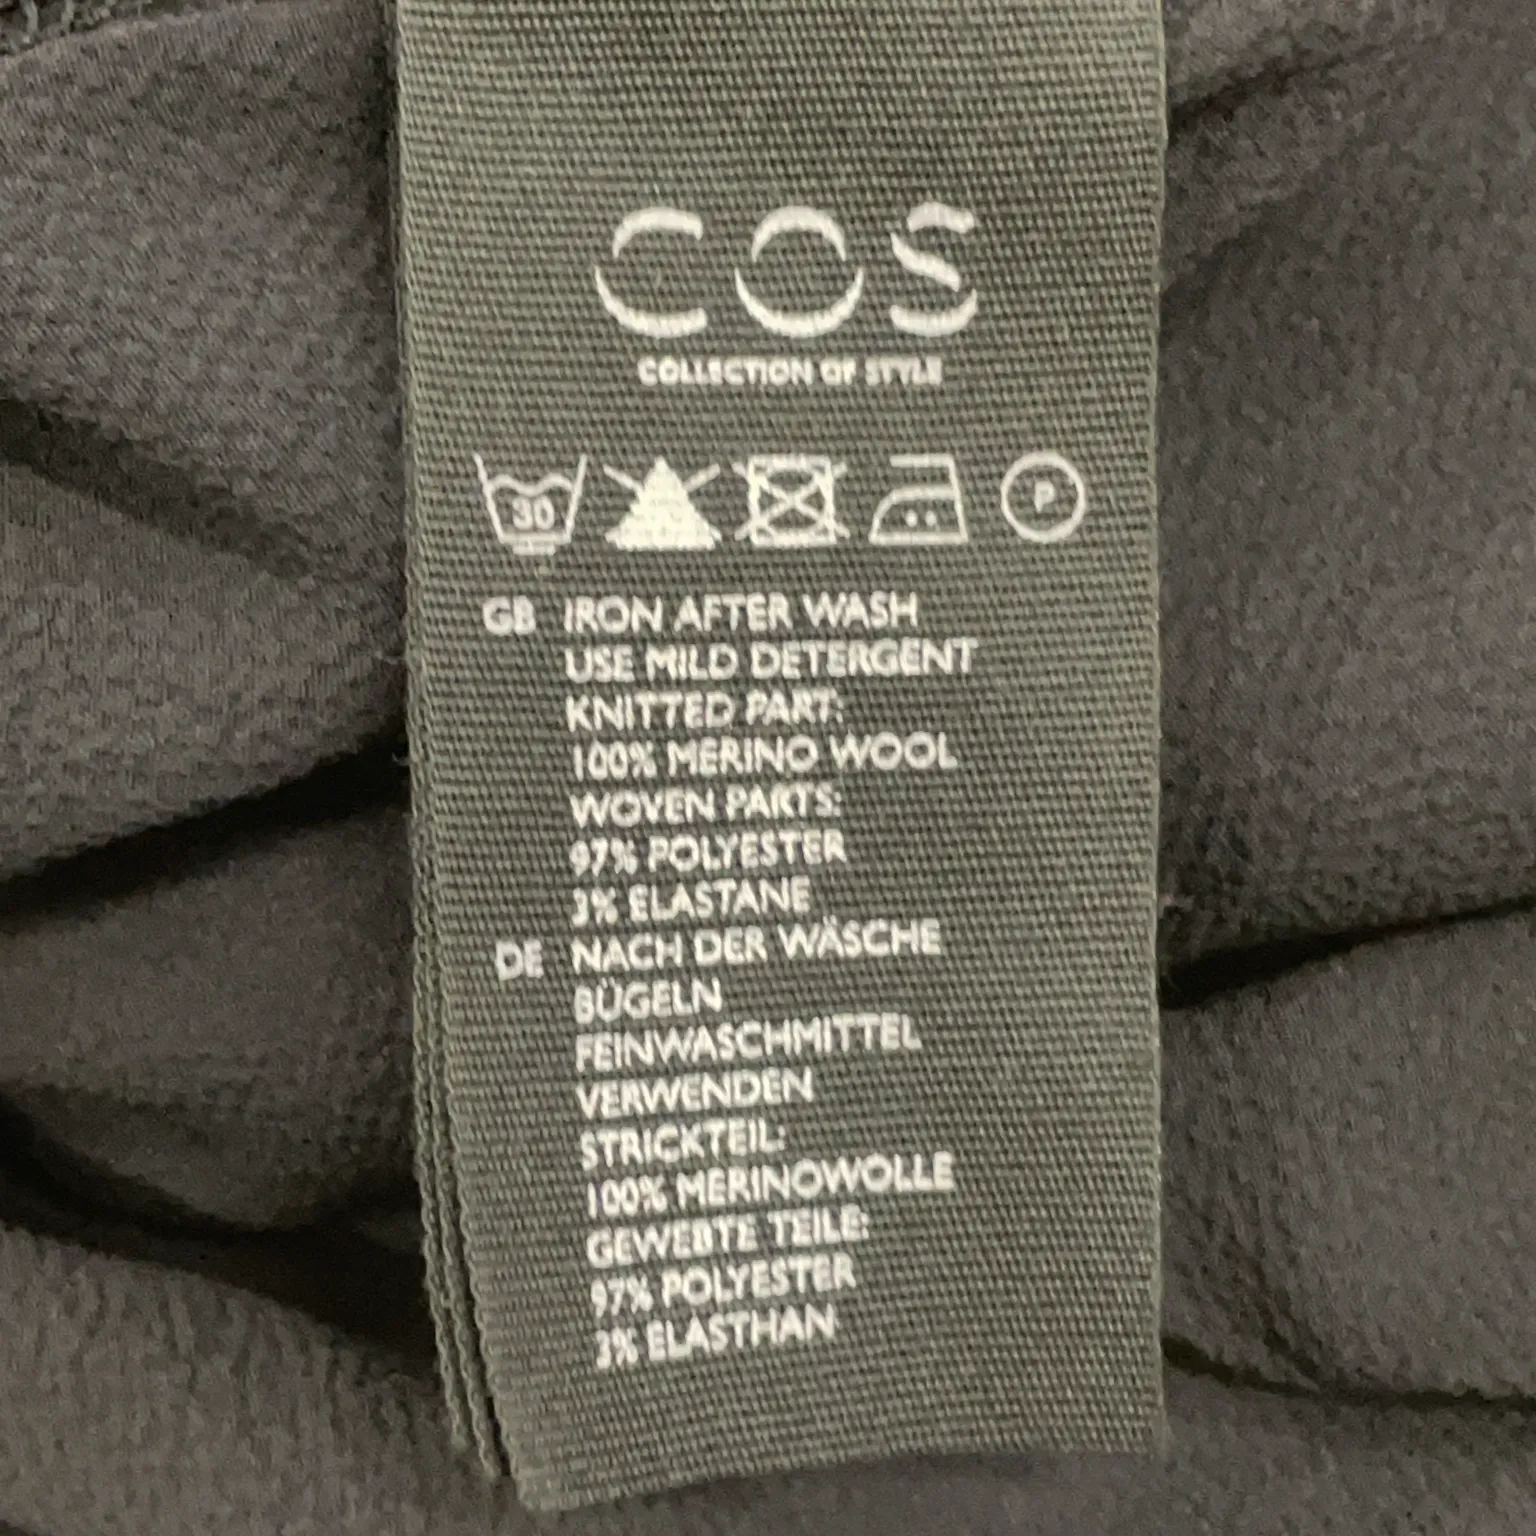 COS
COLLECTION OF STYLE
30 P
GB IRON AFTER WASH
USE MILD DETERGENT
KNITTED PART:
100% MERINO WOOL
WOVEN PARTS:
97% POLYESTER
3% ELASTANE
DE NACH DER WÄSCHE
BÜGELN
FEINWASCHMITTEL
VERWENDEN
STRICKTEIL:
100% MERINOWOLLE
GEWEBTE TEILE:
97% POLYESTER
3% ELASTHAN